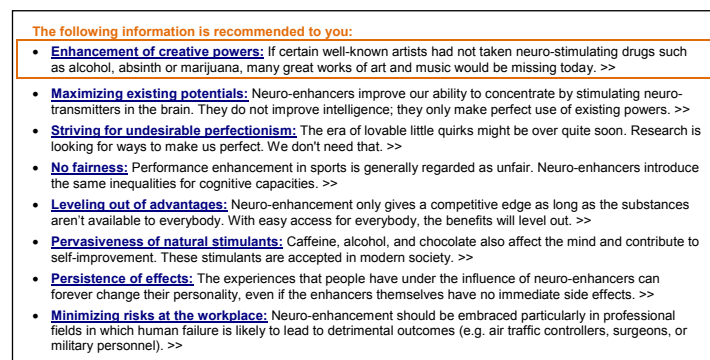 The following information is recommended to you:
• Enhancement of creative powers: If certain well-known artists had not taken neuro-stimulating drugs such
as alcohol, absinth or marijuana, many great works of art and music would be missing today. >>
• Maximizing existing potentials: Neuro-enhancers improve our ability to concentrate by stimulating neuro-
transmitters in the brain. They do not improve intelligence; they only make perfect use of existing powers. >>
• Striving for undesirable perfectionism: The era of lovable little quirks might be over quite soon. Research is
looking for ways to make us perfect. We don't need that. >>
• No fairness: Performance enhancement in sports is generally regarded as unfair. Neuro-enhancers introduce
the same inequalities for cognitive capacities. >>
• Leveling out of advantages: Neuro-enhancement only gives a competitive edge as long as the substances
aren't available to everybody. With easy access for everybody, the benefits will level out. >>
• Pervasiveness of natural stimulants: Caffeine, alcohol, and chocolate also affect the mind and contribute to
self-improvement. These stimulants are accepted in modern society. >>
• Persistence of effects: The experiences that people have under the influence of neuro-enhancers can
forever change their personality, even if the enhancers themselves have no immediate side effects. >>
• Minimizing risks at the workplace: Neuro-enhancement should be embraced particularly in professional
fields in which human failure is likely to lead to detrimental outcomes (e.g. air traffic controllers, surgeons, or
military personnel). >>